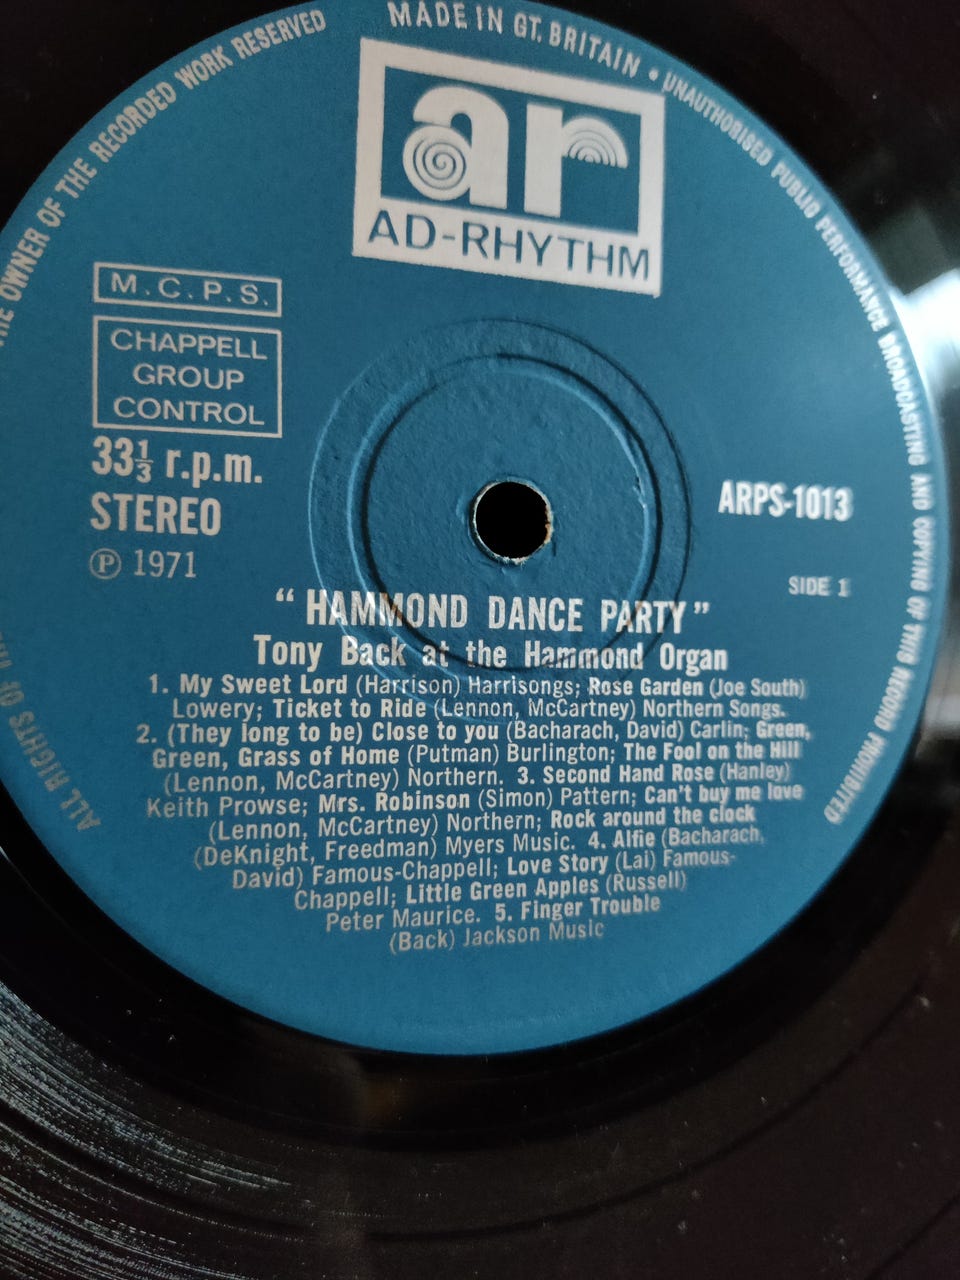 MADE IN GT. BRITAIN • UNAUTHORISED PUBLIC PERFORMANCE BROADCASTING AND COPYING OF THIS RECORD PROHIBITED
ALL RIGHTS OF
THE OWNER OF THE RECORDED WORK RESERVED
ar
AD-RHYTHM
M.C.P.S.
CHAPPELL
GROUP
CONTROL
33⅓ r.p.m.
STEREO
℗ 1971
ARPS-1013
SIDE 1
“HAMMOND DANCE PARTY”
Tony Back at the Hammond Organ
1. My Sweet Lord (Harrison) Harrisongs; Rose Garden (Joe South)
Lowery; Ticket to Ride (Lennon, McCartney) Northern Songs.
2. (They long to be) Close to you (Bacharach, David) Carlin; Green,
Green, Grass of Home (Putman) Burlington; The Fool on the Hill
(Lennon, McCartney) Northern. 3. Second Hand Rose (Hanley)
Keith Prowse; Mrs. Robinson (Simon) Pattern; Can't buy me love
(Lennon, McCartney) Northern; Rock around the clock
(DeKnight, Freedman) Myers Music. 4. Alfie (Bacharach,
David) Famous-Chappell; Love Story (Lai) Famous-
Chappell; Little Green Apples (Russell)
Peter Maurice. 5. Finger Trouble
(Back) Jackson Music